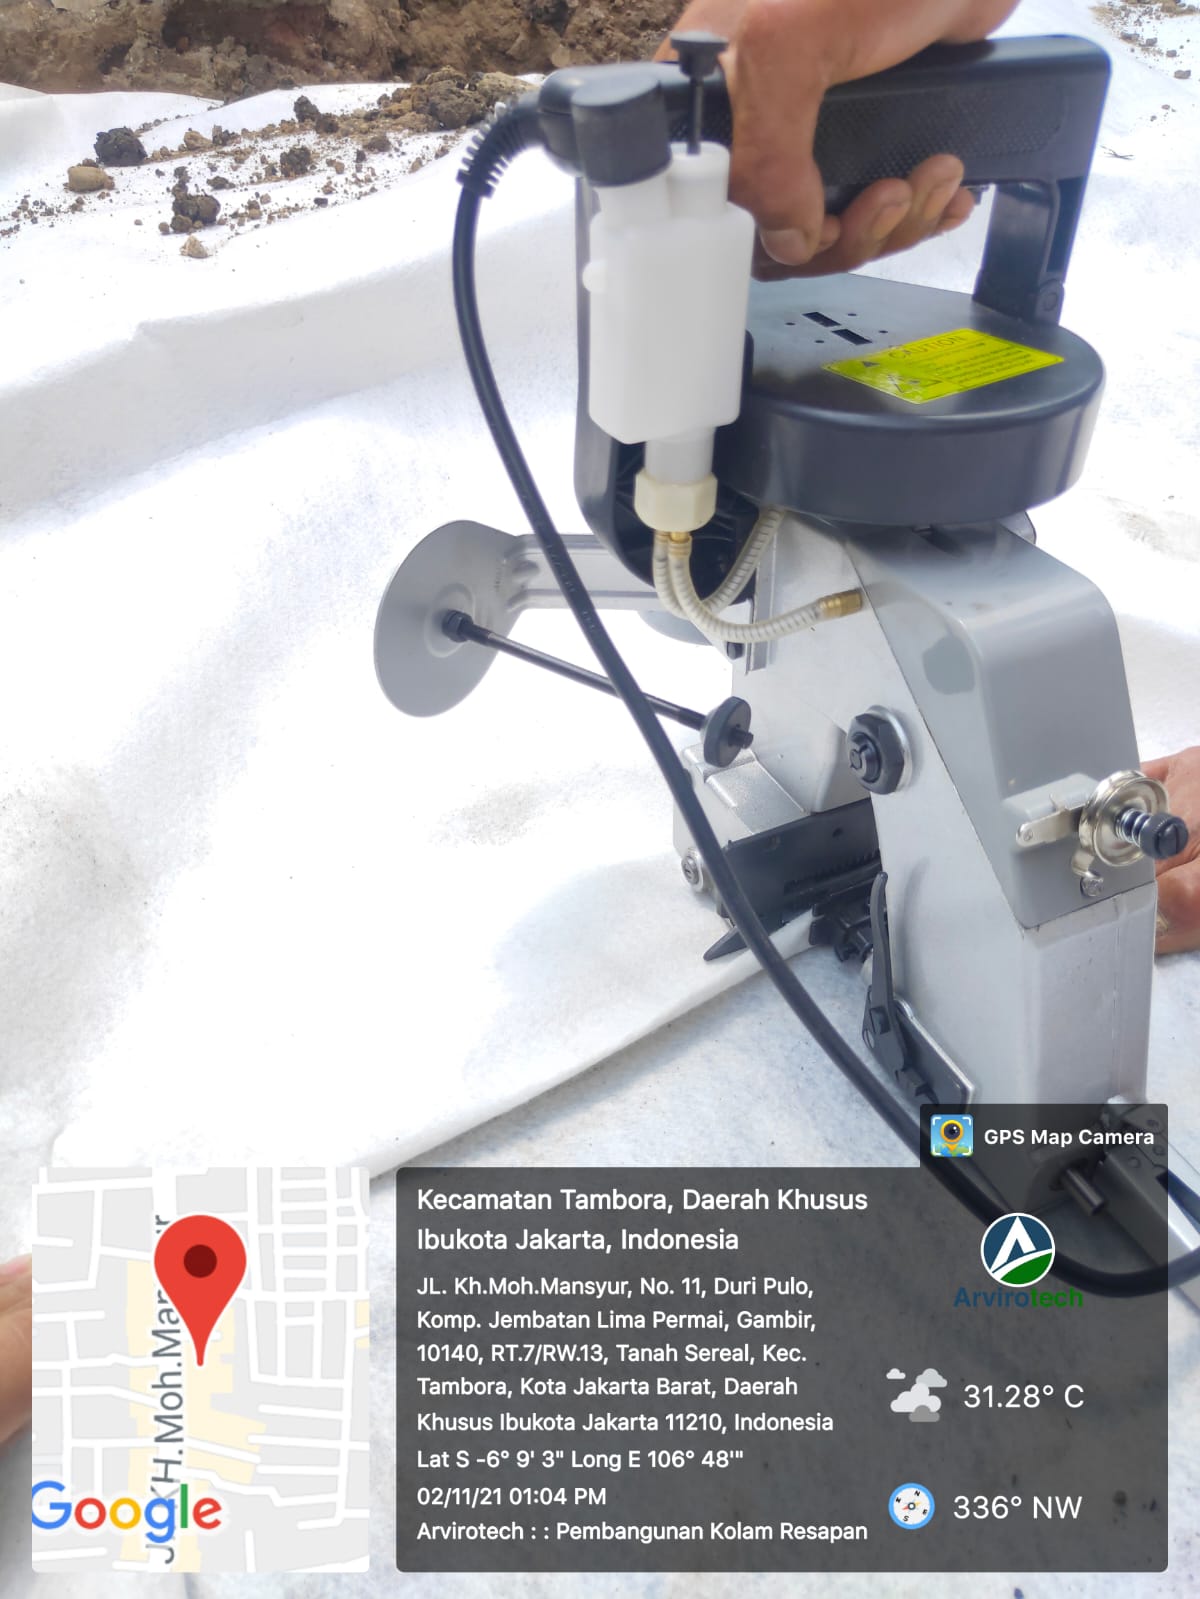 CAUTION
GPS Map Camera
Kecamatan Tambora, Daerah Khusus
Ibukota Jakarta, Indonesia
JL. Kh.Moh.Mansyur, No. 11, Duri Pulo,
Komp. Jembatan Lima Permai, Gambir,
10140, RT.7/RW.13, Tanah Sereal, Kec.
Tambora, Kota Jakarta Barat, Daerah
Khusus Ibukota Jakarta 11210, Indonesia
Lat S -6° 9' 3" Long E 106° 48'"
02/11/21 01:04 PM
Arvirotech : : Pembangunan Kolam Resapan
Arvirotech
31.28° C
336° NW
KH.Moh.Ma
Google